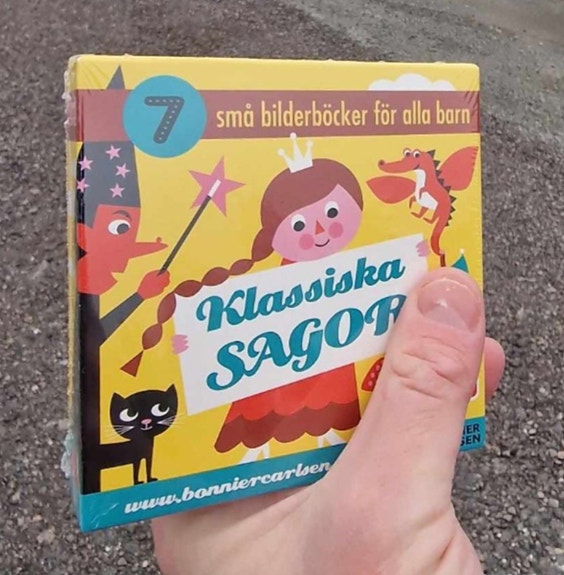 7
små bilderböcker för alla barn
Klassiska
SAGOR
www.bonniercarlsen